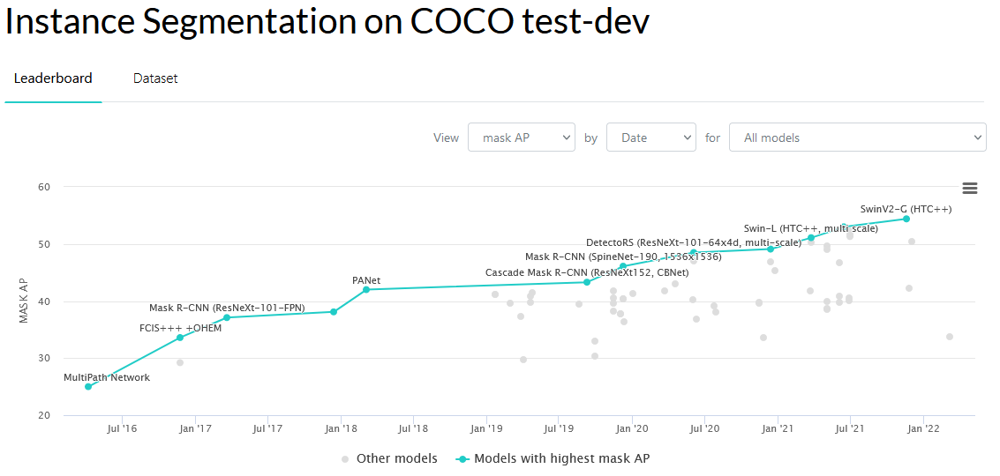 Instance Segmentation on COCO test-dev
Leaderboard Dataset
View mask AP by Date for All models
60
50
40
30
20
MASK AP
SwinV2-G (HTC++)
Swin-L (HTC++, multi scale)
DetectoRS (ResNeXt-101-64x4d, multi-scale)
Mask R-CNN (SpineNet-190, 1536x1536)
Cascade Mask R-CNN (ResNeXt152, CBNet)
PANet
Mask R-CNN (ResNeXt-101-FPN)
FCIS+++ +OHEM
MultiPath Network
Jul '16 Jan '17 Jul '17 Jan '18 Jul '18 Jan '19 Jul '19 Jan '20 Jul '20 Jan '21 Jul '21 Jan '22
Other models Models with highest mask AP